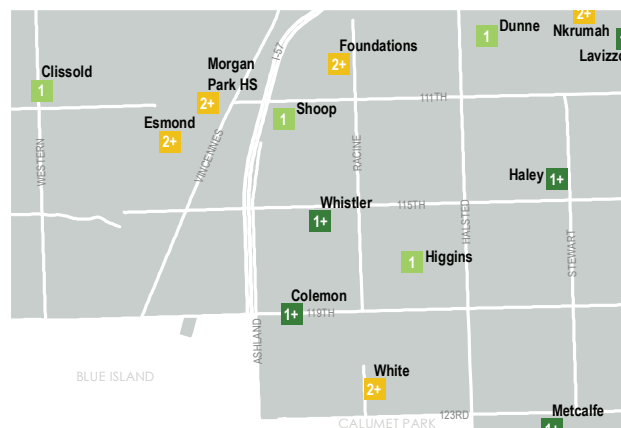 Dunne
1
2+
Nkrumah
Lavizzo
I-57
Foundations
2+
Morgan
Park HS
2+
Clissold
1
111TH
Shoop
1
Esmond
2+
VINCENNES
RACINE
WESTERN
Haley
1+
Whistler
1+
115TH
HALSTED
STEWART
Higgins
1
Colemon
1+
119TH
ASHLAND
BLUE ISLAND
White
2+
123RD
CALUMET PARK
Metcalfe
1+